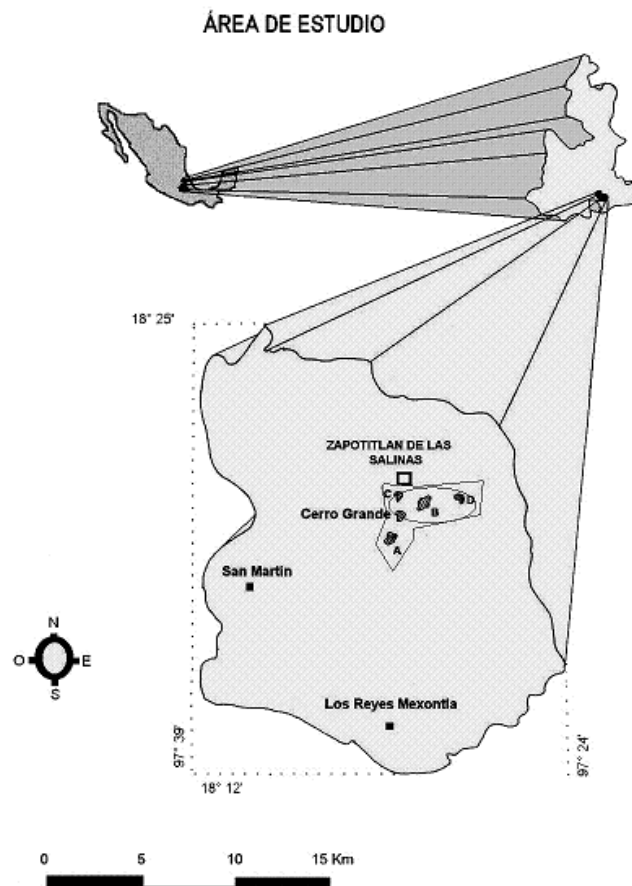 ÁREA DE ESTUDIO
18° 25'
ZAPOTITLAN DE LAS
SALINAS
C
D
B
Cerro Grande
A
San Martin
N
O
E
S
Los Reyes Mexontla
97° 39'
97° 24'
18° 12'
0 5 10 15 Km